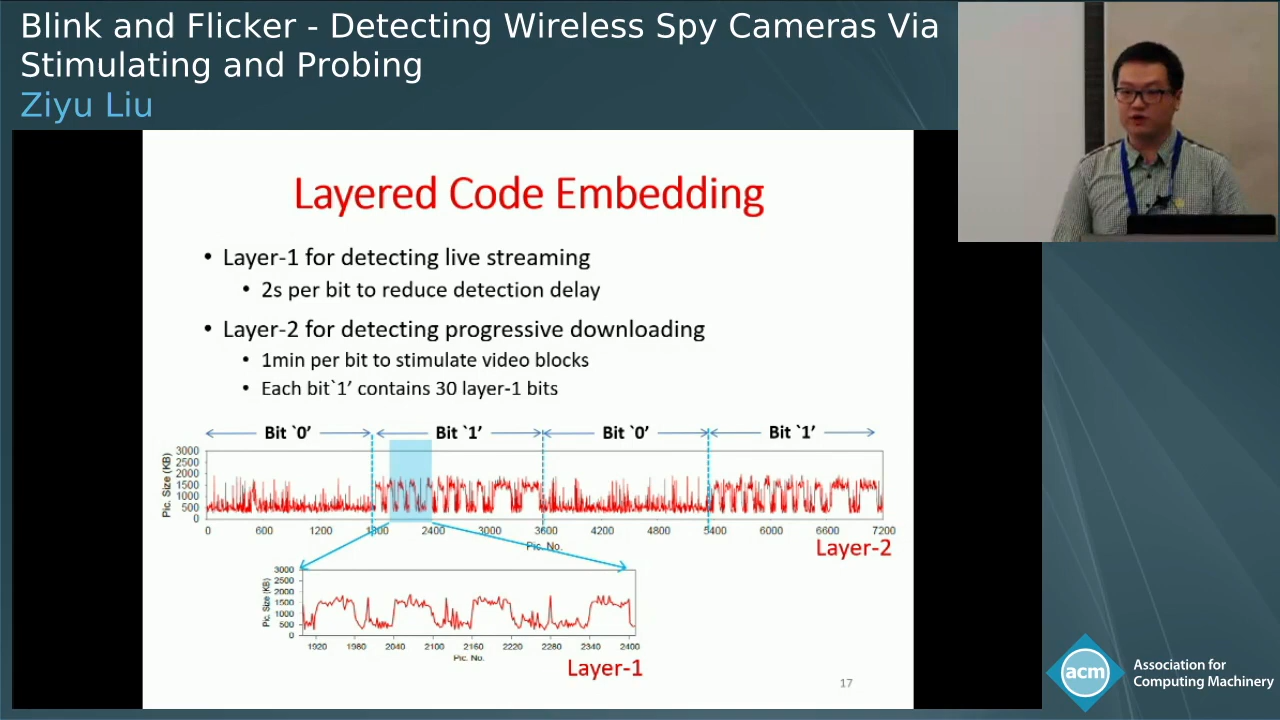 Blink and Flicker - Detecting Wireless Spy Cameras Via
Stimulating and Probing
Ziyu Liu
Layered Code Embedding
• Layer-1 for detecting live streaming
• 2s per bit to reduce detection delay
• Layer-2 for detecting progressive downloading
• 1min per bit to stimulate video blocks
• Each bit`1’ contains 30 layer-1 bits
Bit `0’ Bit `1’ Bit `0’ Bit `1’
Pic. Size (KB)
3000
2500
2000
1500
1000
500
0
0 600 1200 1800 2400 3000 3600 4200 4800 5400 6000 6600 7200
Pic. No.
Layer-2
Pic. Size (KB)
3000
2500
2000
1500
1000
500
0
1920 1980 2040 2100 2160 2220 2280 2340 2400
Pic. No.
Layer-1
17
acm
Association for
Computing Machinery